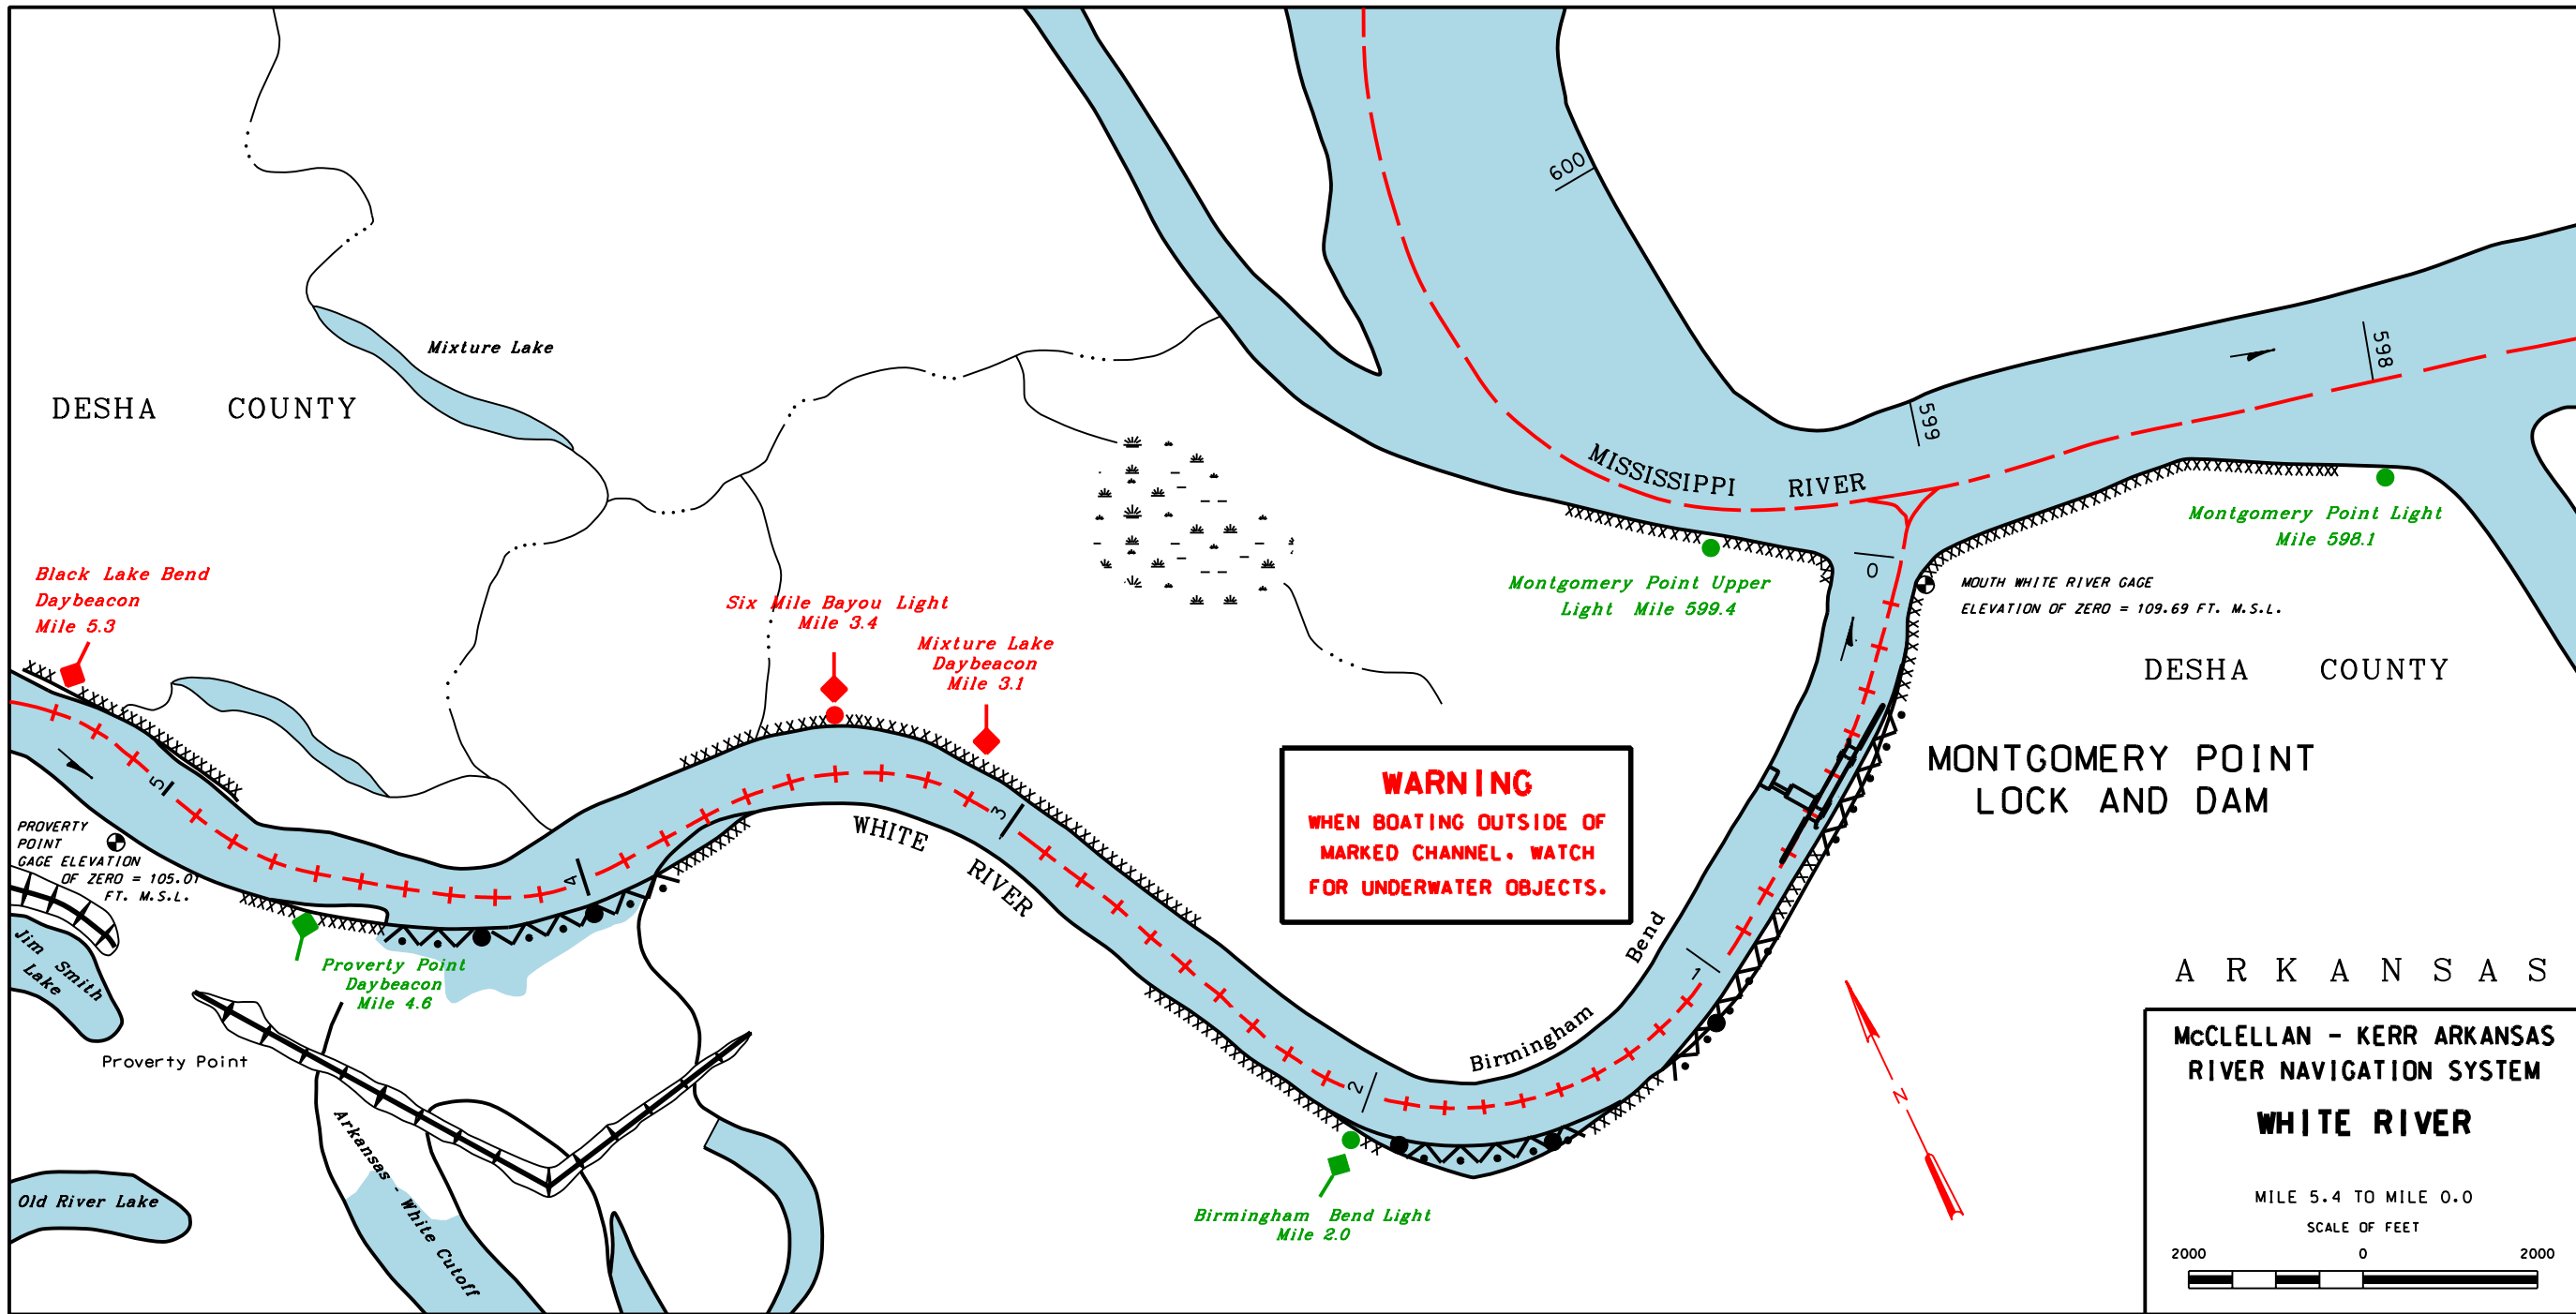 600
598
599
Mixture Lake
DESHA COUNTY
MISSISSIPPI RIVER
Montgomery Point Light
Mile 598.1
Black Lake Bend
Daybeacon
Mile 5.3
Six Mile Bayou Light
Mile 3.4
Mixture Lake
Daybeacon
Mile 3.1
Montgomery Point Upper
Light Mile 599.4
0
MOUTH WHITE RIVER GAGE
ELEVATION OF ZERO = 109.69 FT. M.S.L.
DESHA COUNTY
MONTGOMERY POINT
LOCK AND DAM
WARNING
WHEN BOATING OUTSIDE OF
MARKED CHANNEL, WATCH
FOR UNDERWATER OBJECTS.
5
4
3
2
1
WHITE RIVER
PROVERTY
POINT
GAGE ELEVATION
OF ZERO = 105.01
FT. M.S.L.
Jim Smith
Lake
Proverty Point
Daybeacon
Mile 4.6
Proverty Point
Birmingham Bend
Arkansas - White Cutoff
Old River Lake
Birmingham Bend Light
Mile 2.0
N
ARKANSAS
McCLELLAN - KERR ARKANSAS
RIVER NAVIGATION SYSTEM
WHITE RIVER
MILE 5.4 TO MILE 0.0
SCALE OF FEET
2000 0 2000